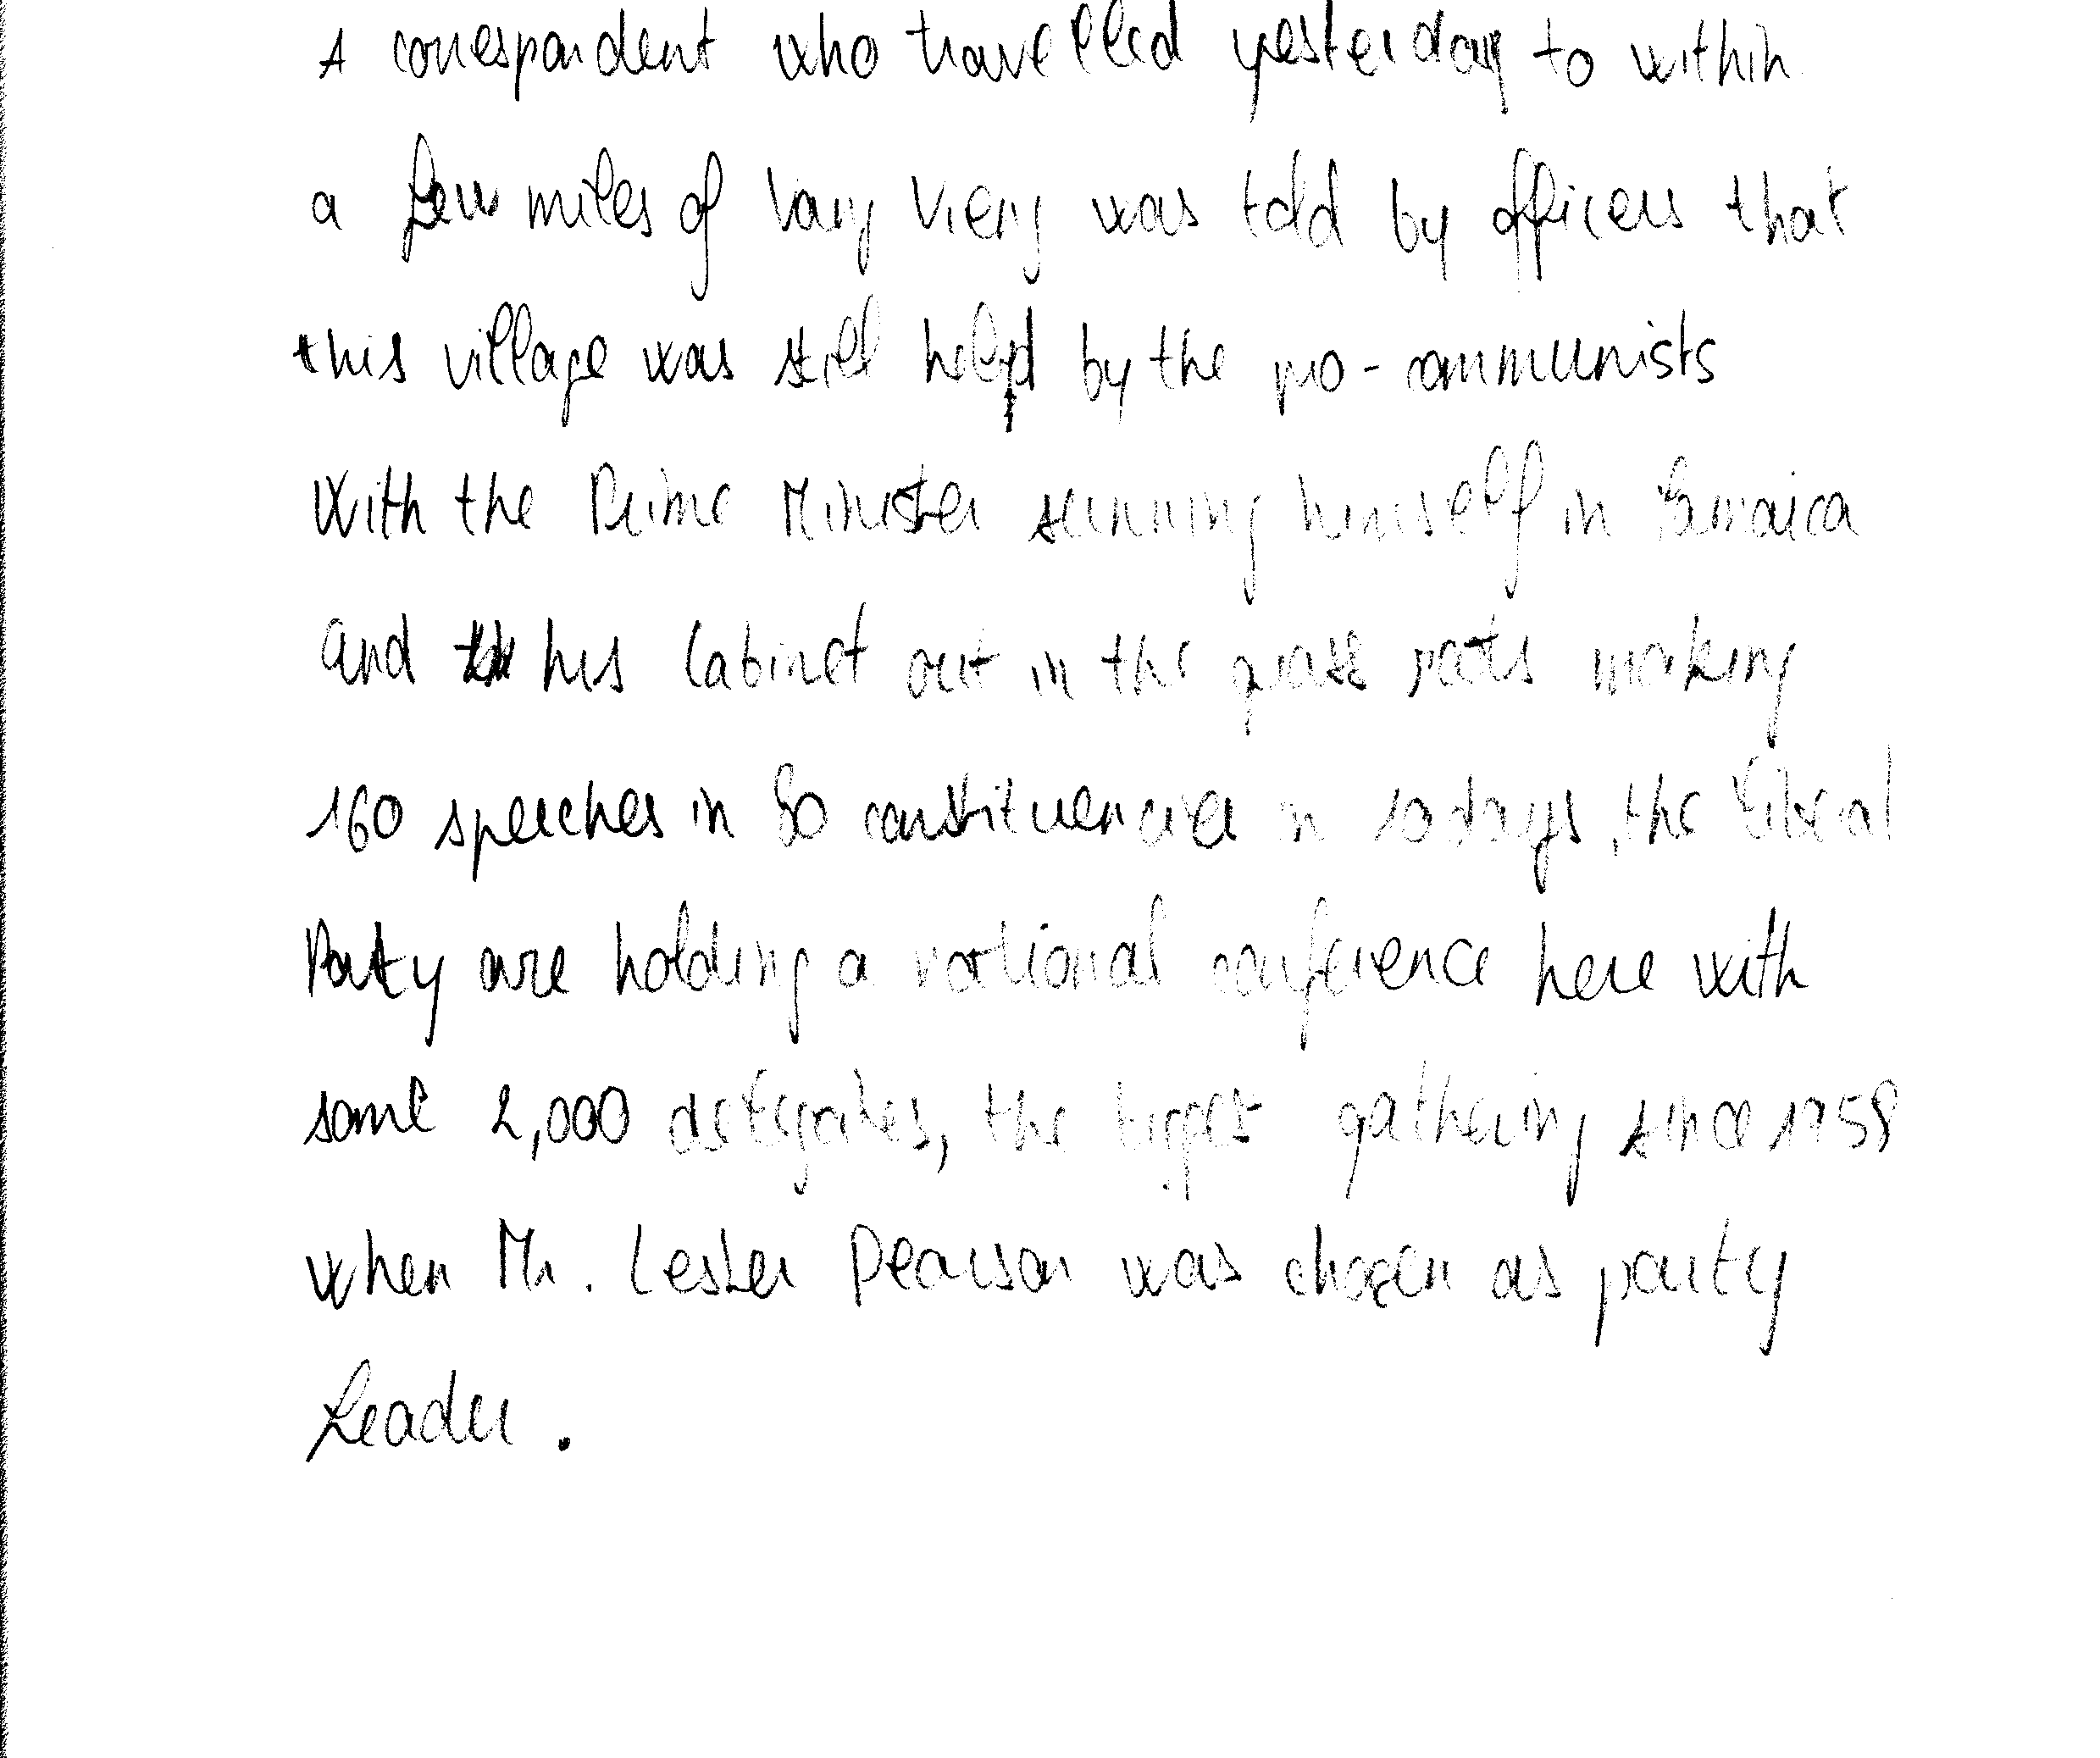 A correspondent who travelled yesterday to within
a few miles of Vang Vieng was told by officers that
this village was still held by the pro-communists
With the Prime Minister sunning himself in Jamaica
and his Cabinet out in the grass roots making
160 speeches in 80 constituencies in 10 days, the Liberal
Party are holding a national conference here with
some 2,000 delegates, the biggest gathering since 1958
when Mr. Lester Pearson was chosen as party
Leader.